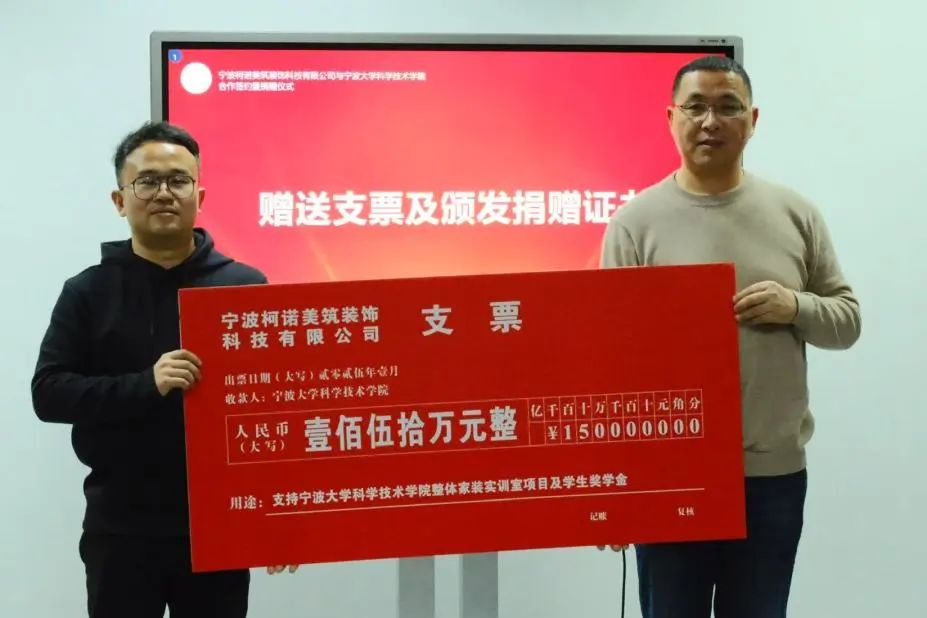 1
宁波柯诺美筑装饰科技有限公司与宁波大学科学技术学院
合作签约暨捐赠仪式
赠送支票及颁发捐赠证
宁波柯诺美筑装饰
科技有限公司
支票
出票日期（大写）贰零贰伍年壹月
收款人：宁波大学科学技术学院
人民币
（大写）
壹佰伍拾万元整
亿千百十万千百十元角分
¥150000000
用途：支持宁波大学科学技术学院整体家装实训室项目及学生奖学金
记账 复核